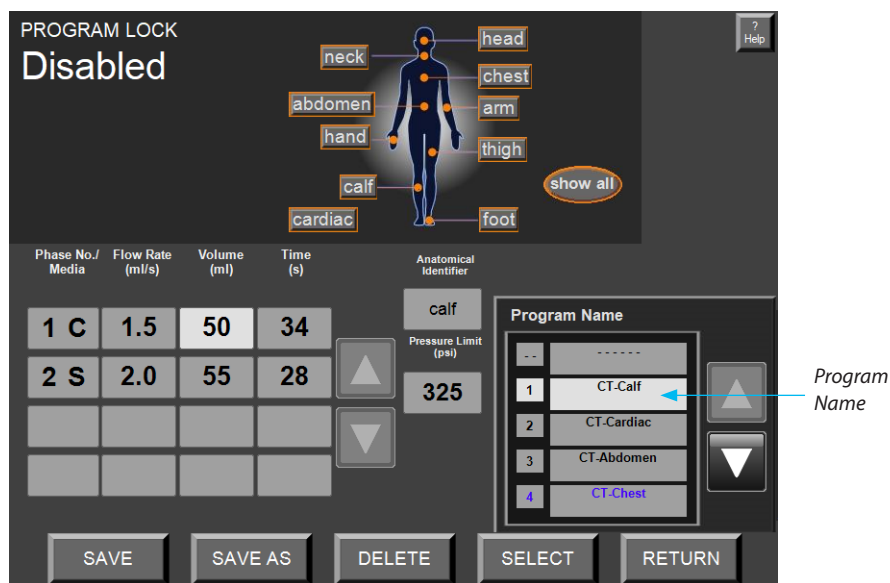 PROGRAM LOCK
Disabled
? Help
head
neck
chest
abdomen
arm
hand
thigh
calf
show all
cardiac
foot
Phase No./ Media
Flow Rate (ml/s)
Volume (ml)
Time (s)
Anatomical Identifier
1 C 1.5 50 34
calf
Pressure Limit (psi)
2 S 2.0 55 28
325
Program Name
-- ------
1 CT-Calf
2 CT-Cardiac
3 CT-Abdomen
4 CT-Chest
Program
Name
SAVE SAVE AS DELETE SELECT RETURN